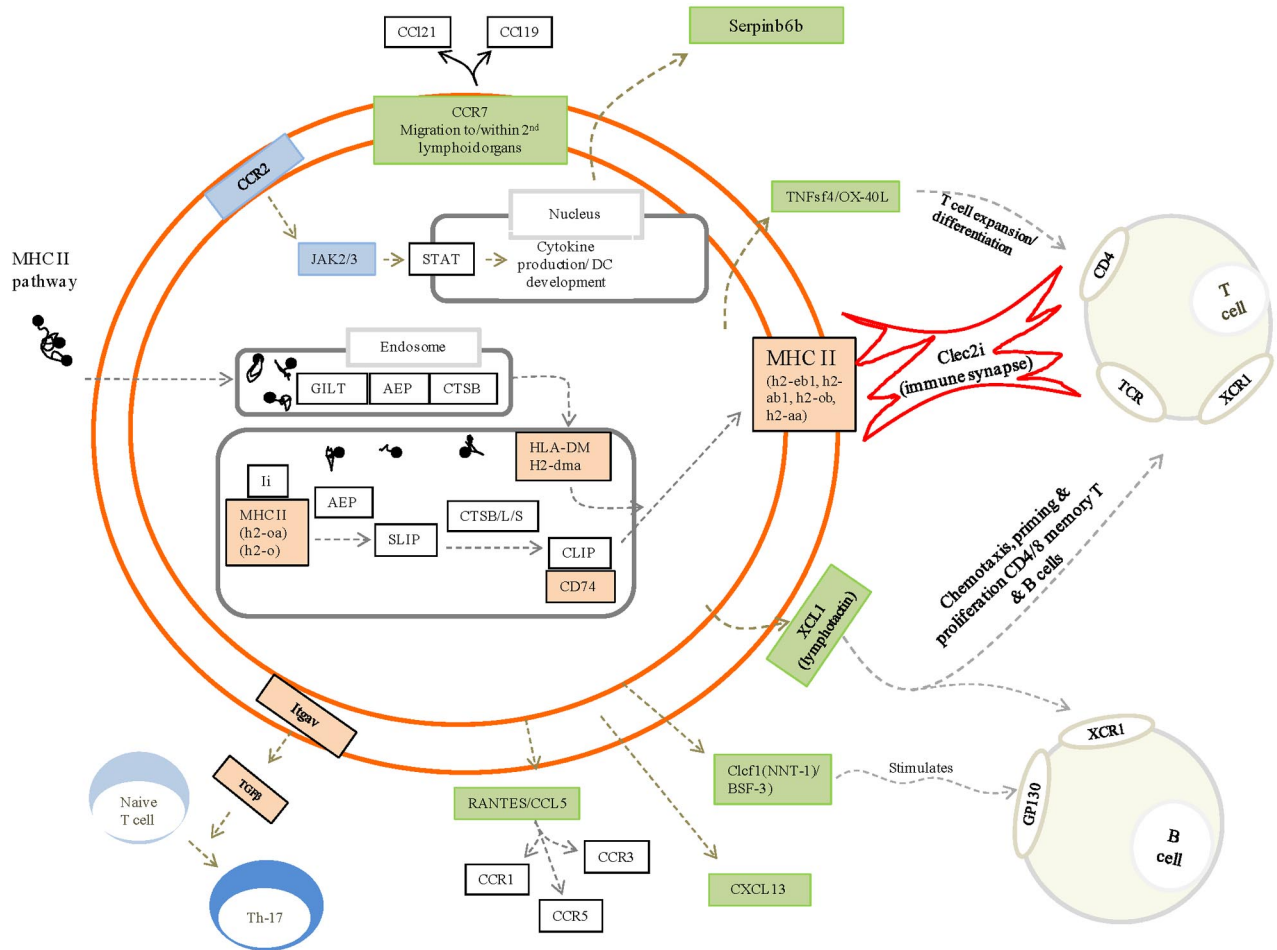 CCl21
CCl19
Serpinb6b
CCR7
Migration to/within 2nd
lymphoid organs
CCR2
TNFsf4/OX-40L
T cell expansion/
differentiation
Nucleus
Cytokine
production/ DC
development
JAK2/3
STAT
CD4
T
cell
TCR
XCR1
MHC II
pathway
Endosome
GILT
AEP
CTSB
MHC II
(h2-eb1, h2-
ab1, h2-ob,
h2-aa)
Clec2i
(immune synapse)
HLA-DM
H2-dma
Ii
MHC II
(h2-oa)
(h2-o)
AEP
SLIP
CTSB/L/S
CLIP
CD74
Chemotaxis, priming &
proliferation CD4/8 memory T
& B cells
XCL1
(lymphotactin)
Itgav
TGFβ
Naive
T cell
Th-17
RANTES/CCL5
CCR1
CCR3
CCR5
Clcf1(NNT-1)/
BSF-3)
Stimulates
CXCL13
XCR1
GP130
B
cell